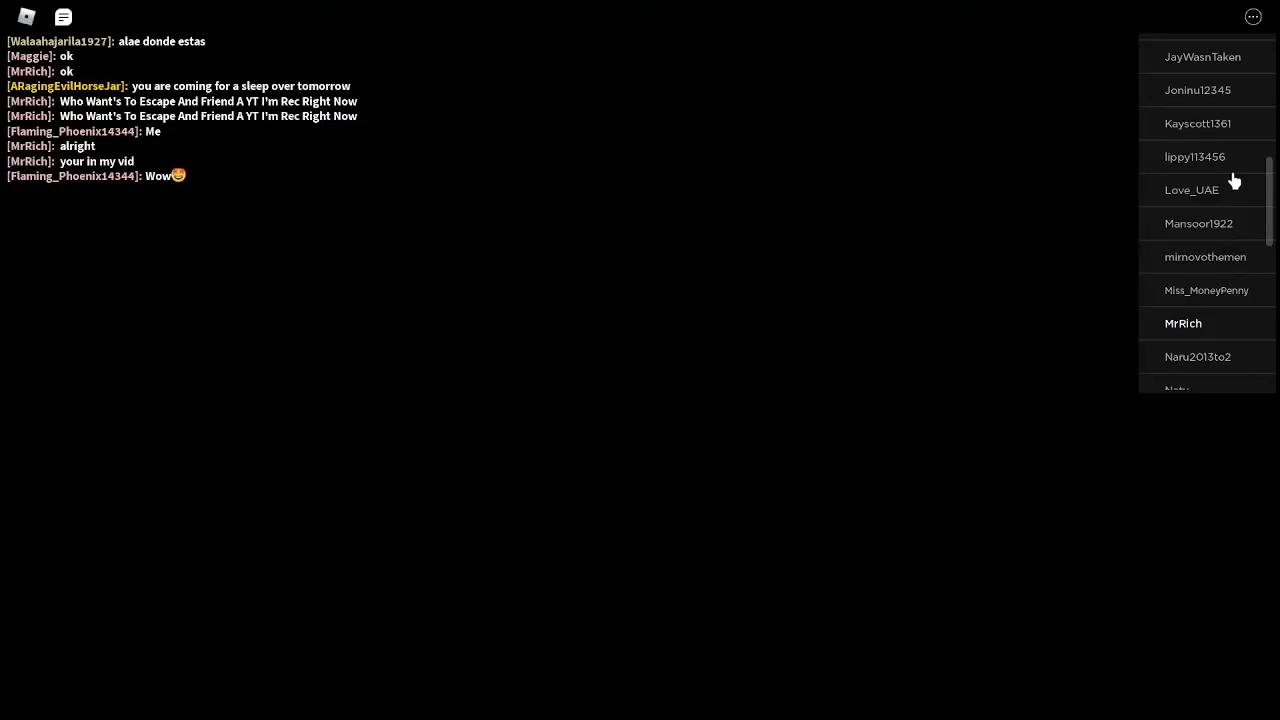 [Walaahajarila1927]: alae donde estas
[Maggie]: ok
[MrRich]: ok
[ARagingEvilHorseJar]: you are coming for a sleep over tomorrow
[MrRich]: Who Want's To Escape And Friend A YT I'm Rec Right Now
[MrRich]: Who Want's To Escape And Friend A YT I'm Rec Right Now
[Flaming_Phoenix14344]: Me
[MrRich]: alright
[MrRich]: your in my vid
[Flaming_Phoenix14344]: Wow🤩
JayWasnTaken
Joninu12345
Kayscott1361
lippy113456
Love_UAE
Mansoor1922
mirnovothemen
Miss_MoneyPenny
MrRich
Naru2013to2